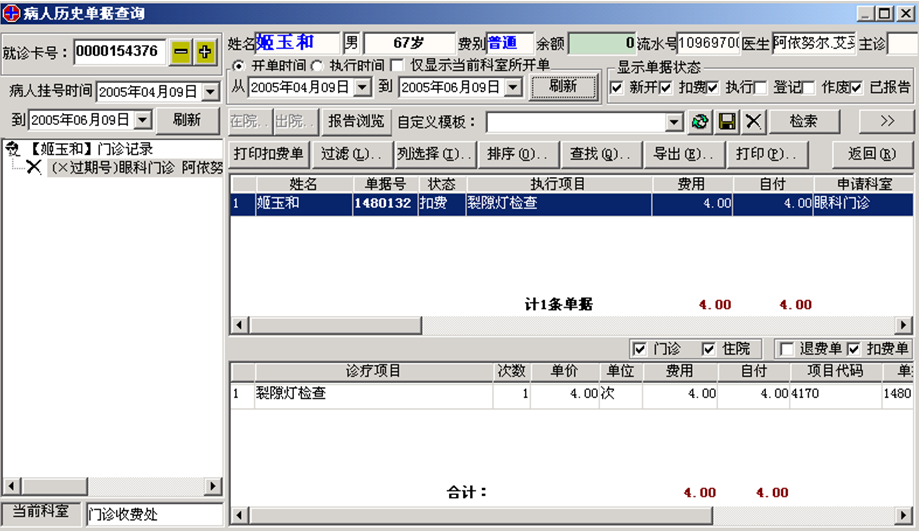 病人历史单据查询
就诊卡号： 0000154376
病人挂号时间 2005年04月09日
到 2005年06月09日 刷新
【姬玉和】门诊记录
(×过期号)眼科门诊 阿依努
当前科室 门诊收费处
姓名 姬玉和 男 67岁 费别 普通 余额 0 流水号 1096970 医生 阿依努尔.艾 主诊
开单时间 执行时间 仅显示当前科室所开单
从 2005年04月09日 到 2005年06月09日 刷新
显示单据状态
新开 扣费 执行 登记 作废 已报告
在院.. 出院.. 报告浏览 自定义模板： 检索 >>
打印扣费单 过滤(L).. 列选择(I).. 排序(O).. 查找(Q).. 导出(E).. 打印(P).. 返回(R)
姓名 单据号 状态 执行项目 费用 自付 申请科室
1 姬玉和 1480132 扣费 裂隙灯检查 4.00 4.00 眼科门诊
计1条单据 4.00 4.00
门诊 住院 退费单 扣费单
诊疗项目 次数 单价 单位 费用 自付 项目代码 单
1 裂隙灯检查 1 4.00 次 4.00 4.00 4170 1480
合计： 4.00 4.00